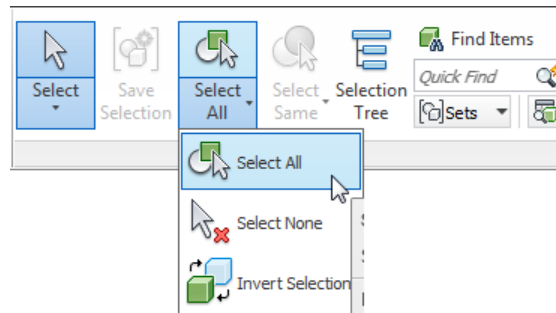 Find Items
Quick Find
Select
Save
Selection
Select
All
Select
Same
Selection
Tree
Sets
Select All
Select None
Invert Selection